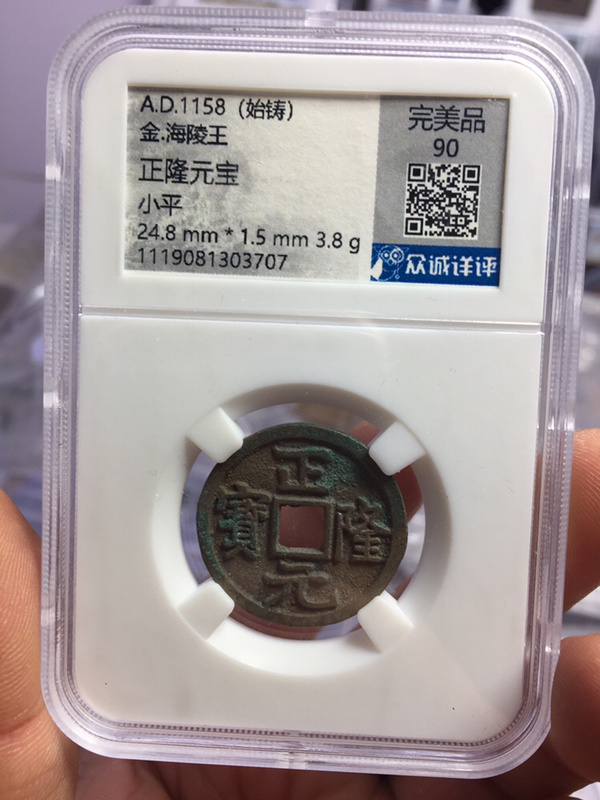 A.D.1158（始铸）
金.海陵王
正隆元宝
小平
24.8 mm * 1.5 mm 3.8 g
1119081303707
完美品
90
众诚详评
正
隆
元
寶